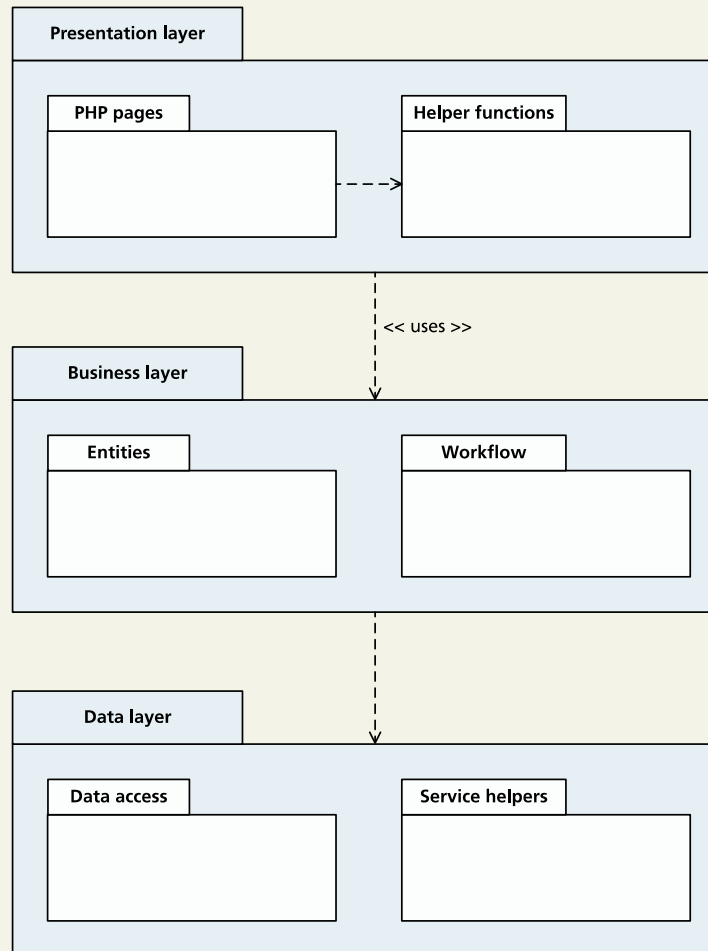 Presentation layer
PHP pages
Helper functions
<< uses >>
Business layer
Entities
Workflow
Data layer
Data access
Service helpers